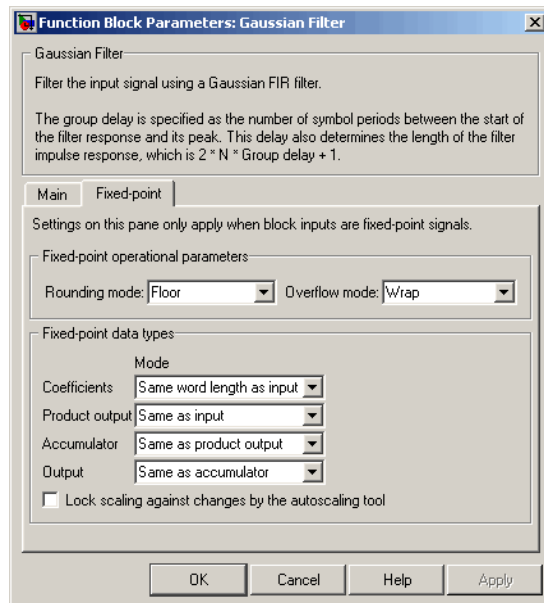 Function Block Parameters: Gaussian Filter
Gaussian Filter
Filter the input signal using a Gaussian FIR filter.
The group delay is specified as the number of symbol periods between the start of
the filter response and its peak. This delay also determines the length of the filter
impulse response, which is 2 * N * Group delay + 1.
Main Fixed-point
Settings on this pane only apply when block inputs are fixed-point signals.
Fixed-point operational parameters
Rounding mode: Floor Overflow mode: Wrap
Fixed-point data types
Mode
Coefficients Same word length as input
Product output Same as input
Accumulator Same as product output
Output Same as accumulator
Lock scaling against changes by the autoscaling tool
OK Cancel Help Apply